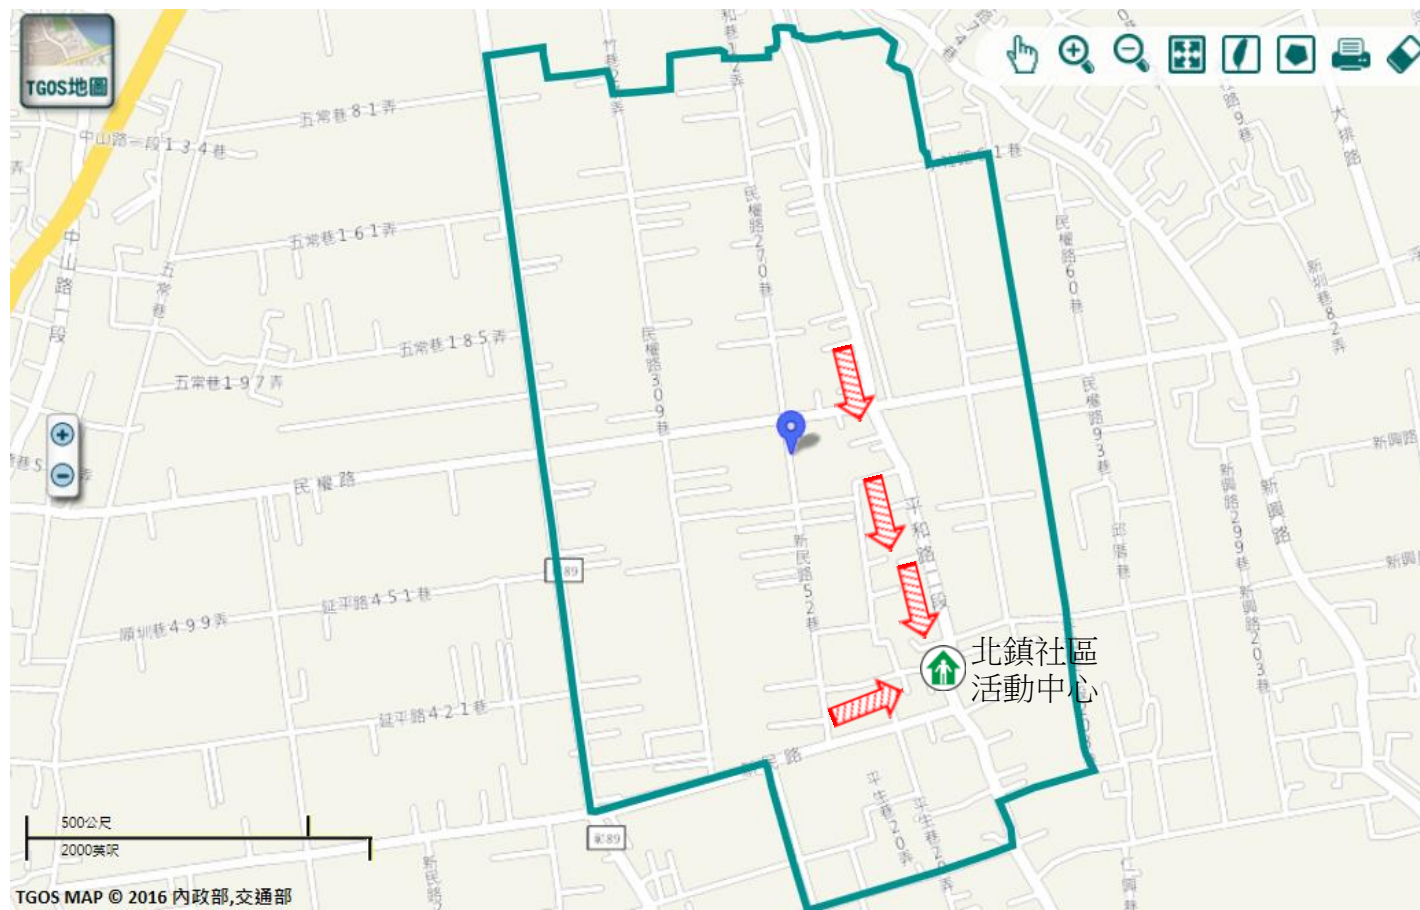 TGOS地圖
五常巷81弄
中山路一段134巷
民權路270巷
五常巷161弄
五常巷
中山路一段
民權路60巷
大排路
新圳巷82弄
民權路309巷
五常巷185弄
五常巷197弄
民權路93巷
新興路
民權路
新興路299巷
新興路
平和路二段
新民路52巷
邱厝巷
延平路451巷
順圳巷499弄
新興路203巷
北鎮社區
活動中心
延平路421巷
平生巷20弄
仁興巷
500公尺
2000英呎
TGOS MAP © 2016 內政部,交通部